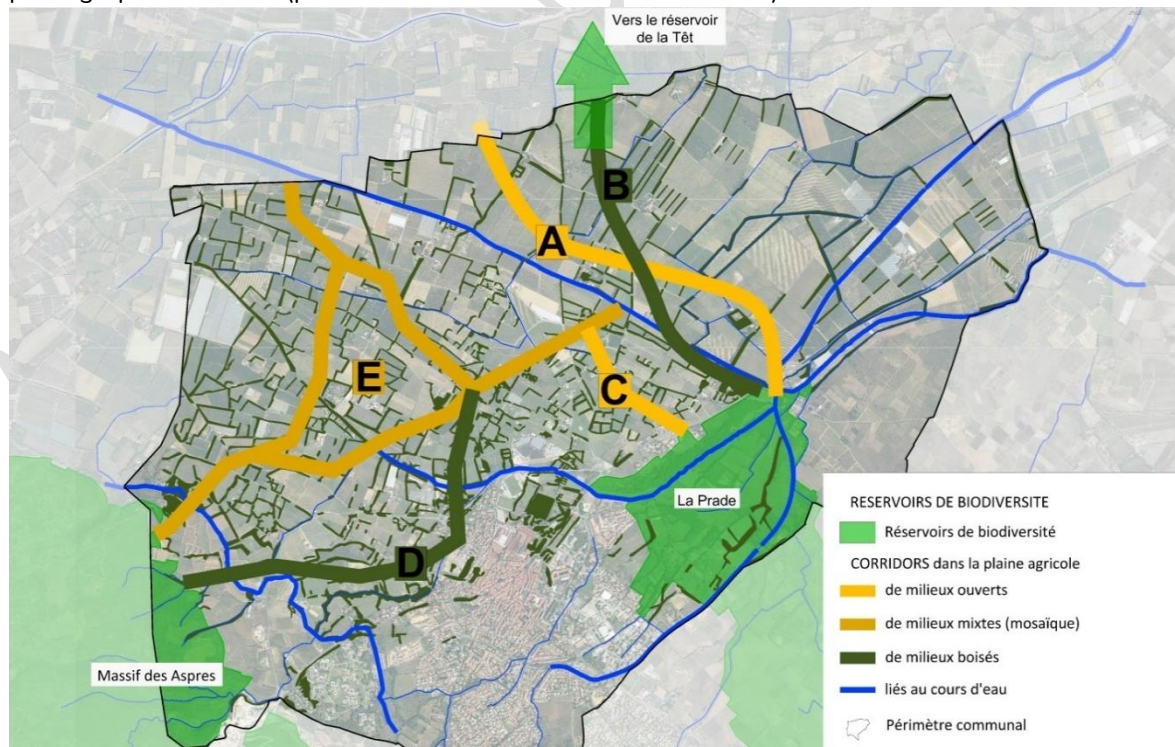 Vers le réservoir
de la Têt
B
A
E
C
D
La Prade
Massif des Aspres
RESERVOIRS DE BIODIVERSITE
Réservoirs de biodiversité
CORRIDORS dans la plaine agricole
de milieux ouverts
de milieux mixtes (mosaïque)
de milieux boisés
liés au cours d'eau
Périmètre communal